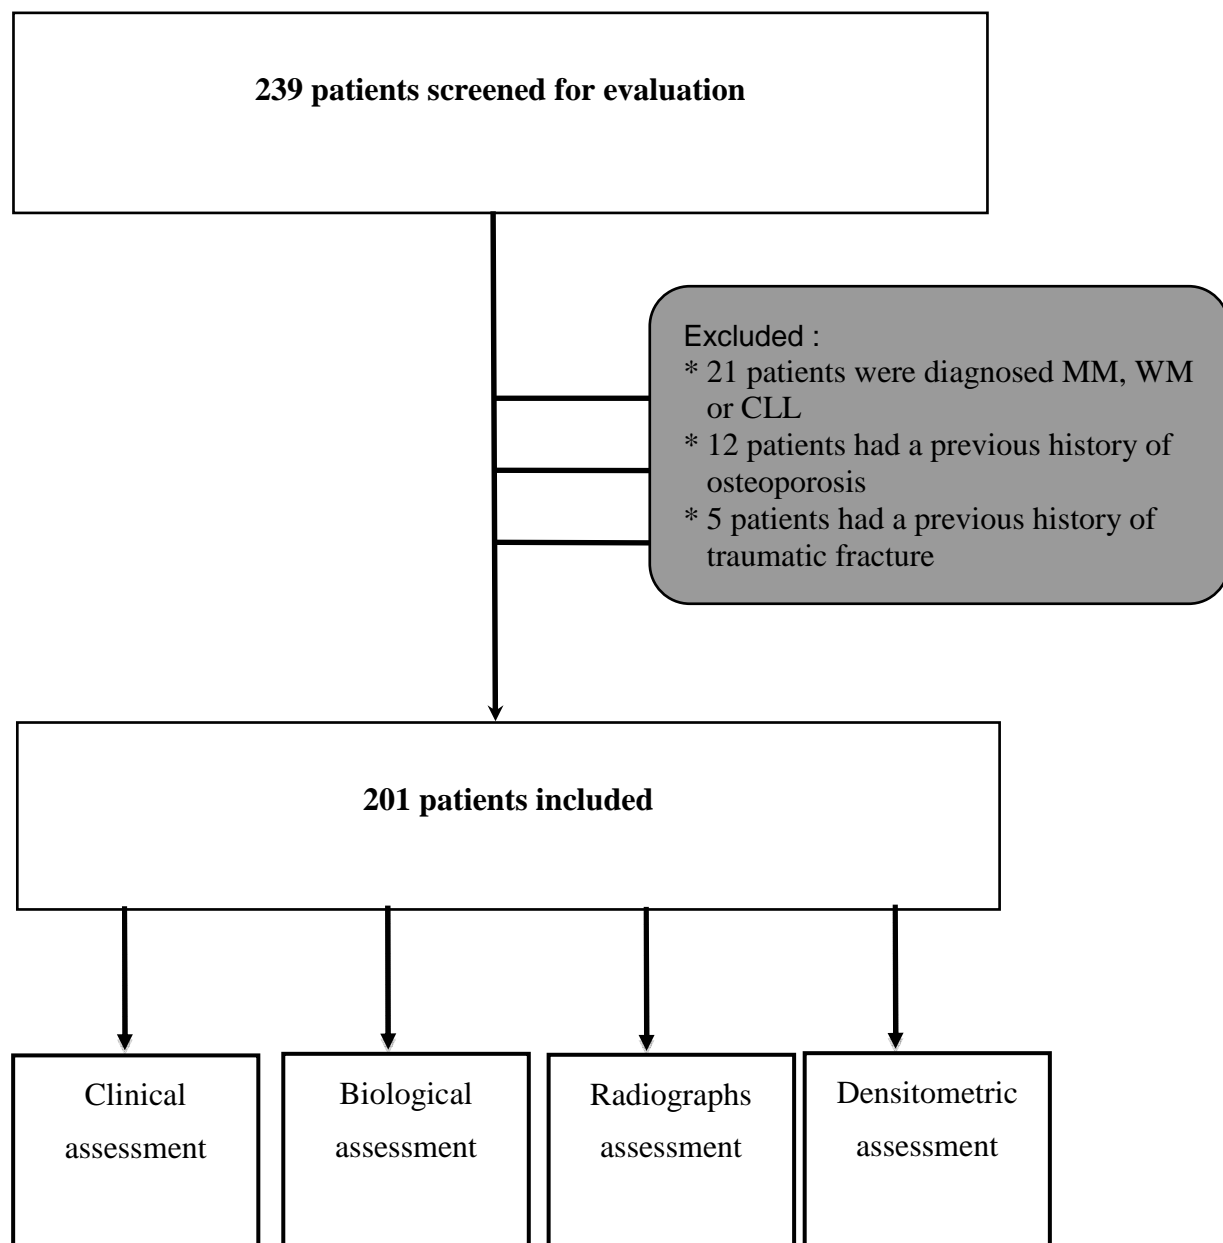 239 patients screened for evaluation
Excluded :
* 21 patients were diagnosed MM, WM
or CLL
* 12 patients had a previous history of
osteoporosis
* 5 patients had a previous history of
traumatic fracture
201 patients included
Clinical
assessment
Biological
assessment
Radiographs
assessment
Densitometric
assessment